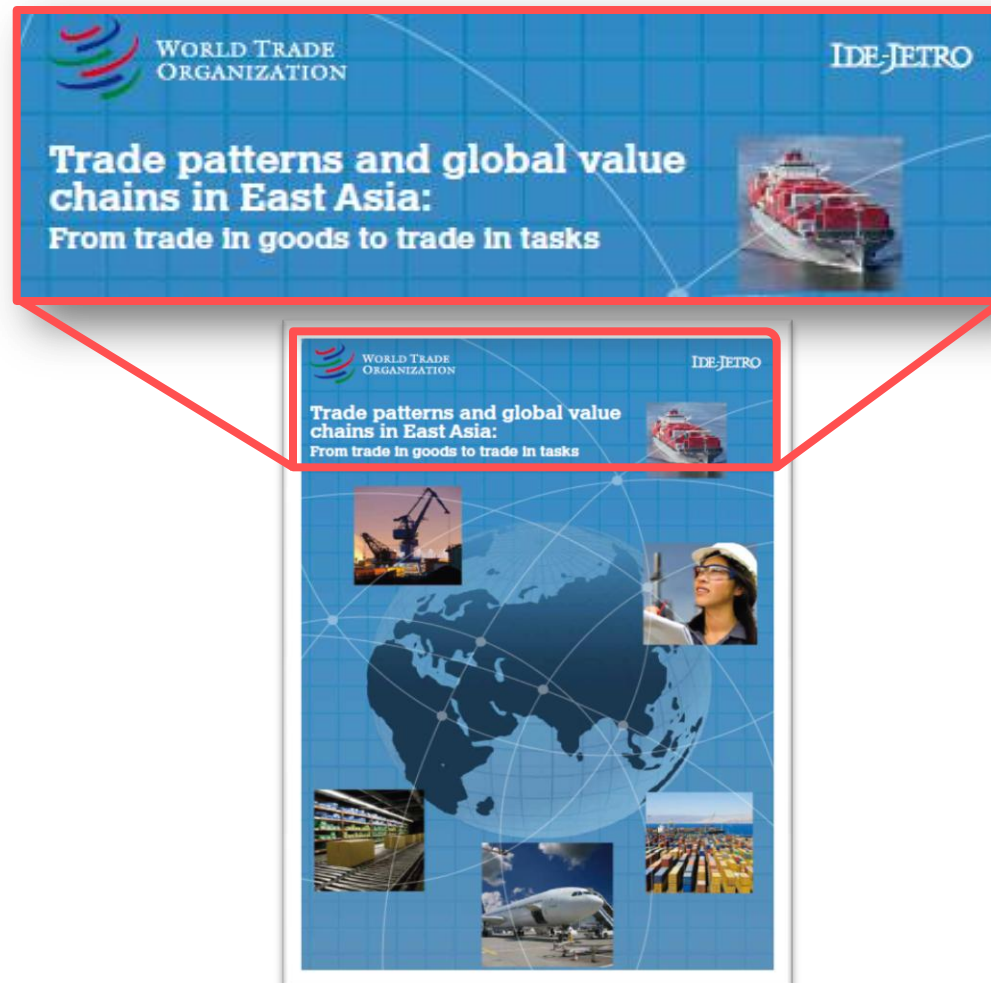 WORLD TRADE
ORGANIZATION
IDE-JETRO
Trade patterns and global value
chains in East Asia:
From trade in goods to trade in tasks
WORLD TRADE
ORGANIZATION
IDE-JETRO
Trade patterns and global value
chains in East Asia:
From trade in goods to trade in tasks